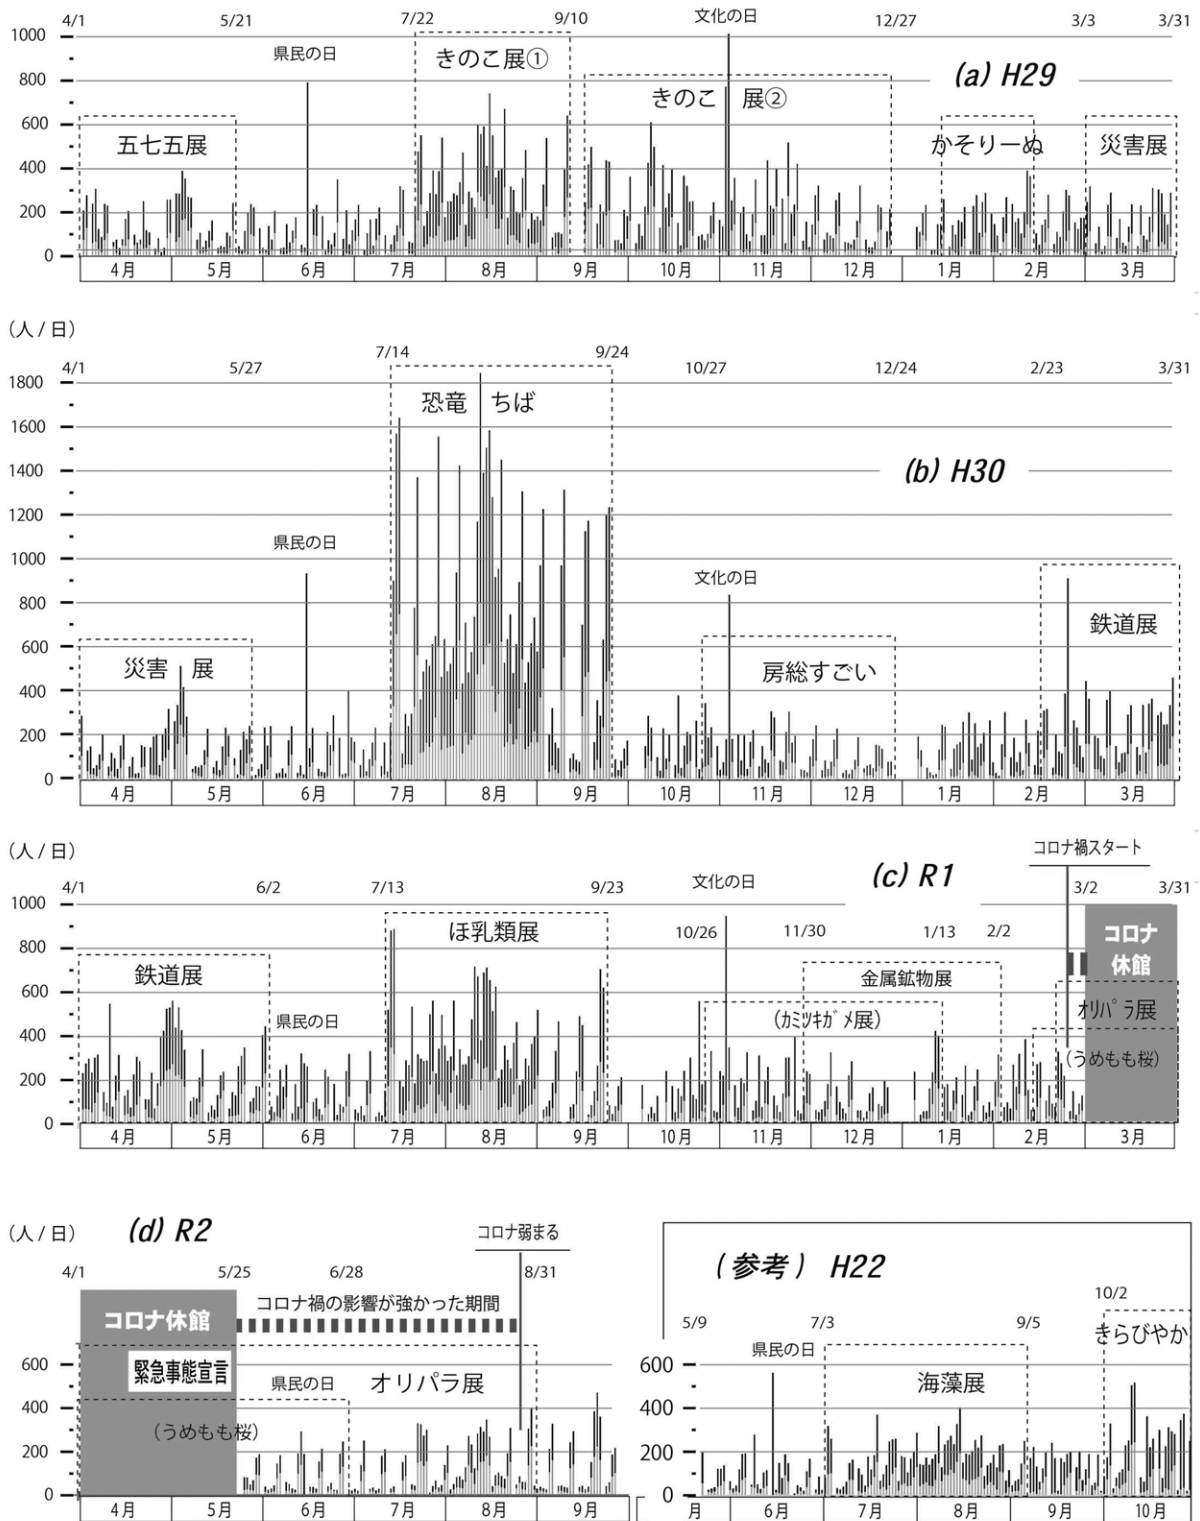 4/1 5/21 7/22 9/10 文化の日 12/27 3/3 3/31
県民の日
1000
800
600
400
200
0
五七五展
きのこ展①
きのこ 展②
(a) H29
かそりーぬ
災害展
4月 5月 6月 7月 8月 9月 10月 11月 12月 1月 2月 3月
(人/日)
4/1 5/27 7/14 9/24 10/27 12/24 2/23 3/31
1800
1600
1400
1200
1000
800
600
400
200
0
恐竜 ちば
(b) H30
県民の日
文化の日
災害 展
房総すごい
鉄道展
4月 5月 6月 7月 8月 9月 10月 11月 12月 1月 2月 3月
(人/日)
コロナ禍スタート
(c) R1
4/1 6/2 7/13 9/23 文化の日 3/2 3/31
10/26 11/30 1/13 2/2
1000
800
600
400
200
0
鉄道展
県民の日
ほ乳類展
金属鉱物展
(カミツキガメ展)
コロナ
休館
オリパラ展
(うめもも桜)
4月 5月 6月 7月 8月 9月 10月 11月 12月 1月 2月 3月
(人/日)
(d) R2
コロナ弱まる
4/1 5/25 6/28 8/31
コロナ休館
コロナ禍の影響が強かった期間
緊急事態宣言
県民の日
オリパラ展
(うめもも桜)
600
400
200
0
4月 5月 6月 7月 8月 9月
(参考) H22
5/9 7/3 9/5 10/2
県民の日
海藻展
きらびやか
600
400
200
0
月 6月 7月 8月 9月 10月